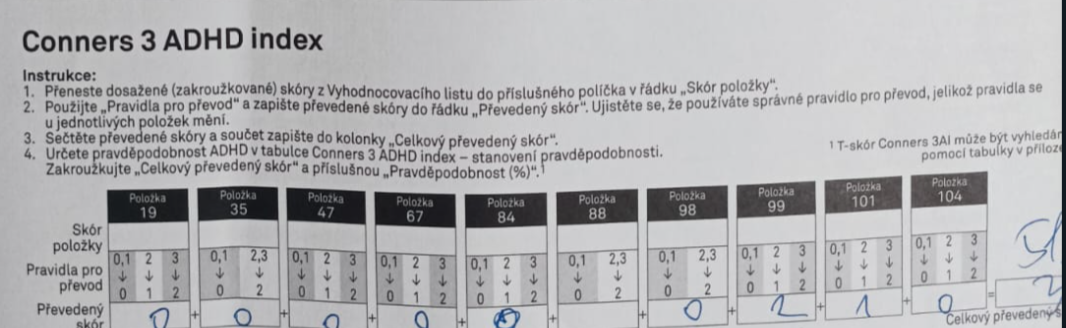 Conners 3 ADHD index
Instrukce:
1. Přeneste dosažené (zakroužkované) skóry z Vyhodnocovacího listu do příslušného políčka v řádku „Skór položky“.
2. Použijte „Pravidla pro převod“ a zapište převedené skóry do řádku „Převedený skór“. Ujistěte se, že používáte správné pravidlo pro převod, jelikož pravidla se
u jednotlivých položek mění.
3. Sečtěte převedené skóry a součet zapište do kolonky „Celkový převedený skór“.
4. Určete pravděpodobnost ADHD v tabulce Conners 3 ADHD index – stanovení pravděpodobnosti.
Zakroužkujte „Celkový převedený skór“ a příslušnou „Pravděpodobnost (%)“.¹
¹ T-skór Conners 3AI může být
pomocí tabulky v
Položka Položka Položka Položka Položka Položka Položka Položka Položka Položka
19 35 47 67 84 88 98 99 101 104
Skór
položky
0,1 2 3 0,1 2,3 0,1 2 3 0,1 2 3 0,1 2 3 0,1 2,3 0,1 2,3 0,1 2 3 0,1 2 3 0,1 2 3
Pravidla pro
převod
↓ ↓ ↓ ↓ ↓ ↓ ↓ ↓ ↓ ↓ ↓ ↓ ↓ ↓ ↓ ↓ ↓ ↓ ↓ ↓ ↓ ↓ ↓ ↓ ↓ ↓ ↓
0 1 2 0 2 0 1 2 0 1 2 0 1 2 0 2 0 2 0 1 2 0 1 2 0 1 2
Převedený
skór
0 + 0 + 0 + 0 + 0 + + 0 + 2 + 1 + 0 = 2
Celkový převedený